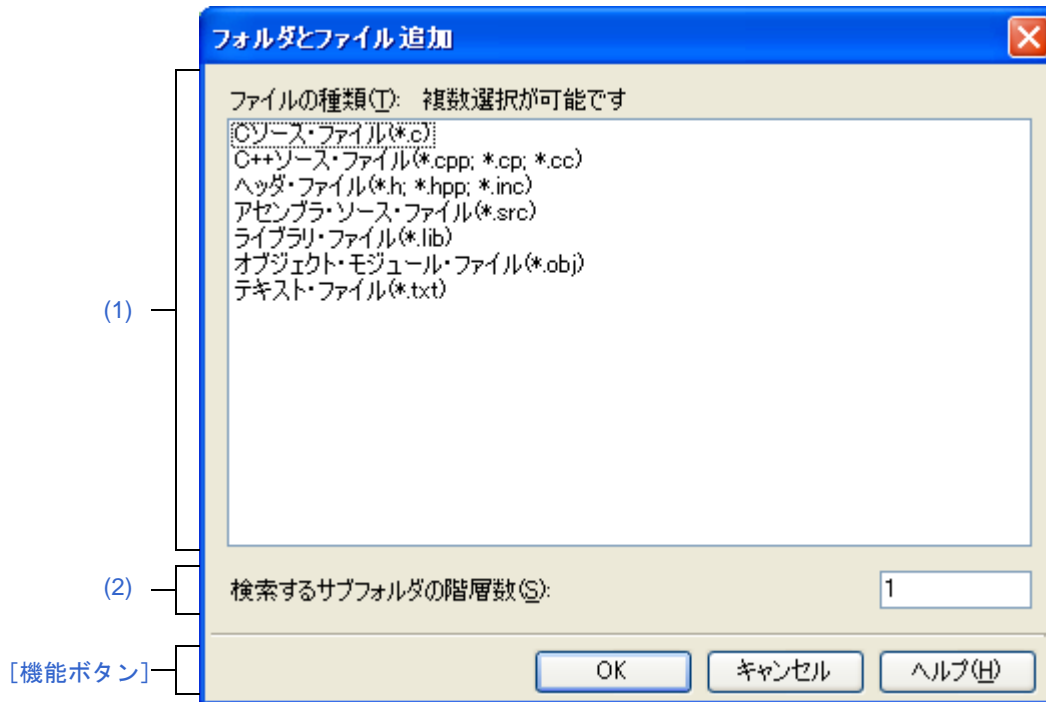 フォルダとファイル追加
ファイルの種類(T): 複数選択が可能です
Cソース・ファイル(*.c)
C++ソース・ファイル(*.cpp; *.cp; *.cc)
ヘッダ・ファイル(*.h; *.hpp; *.inc)
アセンブラ・ソース・ファイル(*.src)
ライブラリ・ファイル(*.lib)
オブジェクト・モジュール・ファイル(*.obj)
テキスト・ファイル(*.txt)
(1)
(2) 検索するサブフォルダの階層数(S): 1
[機能ボタン] OK キャンセル ヘルプ(H)